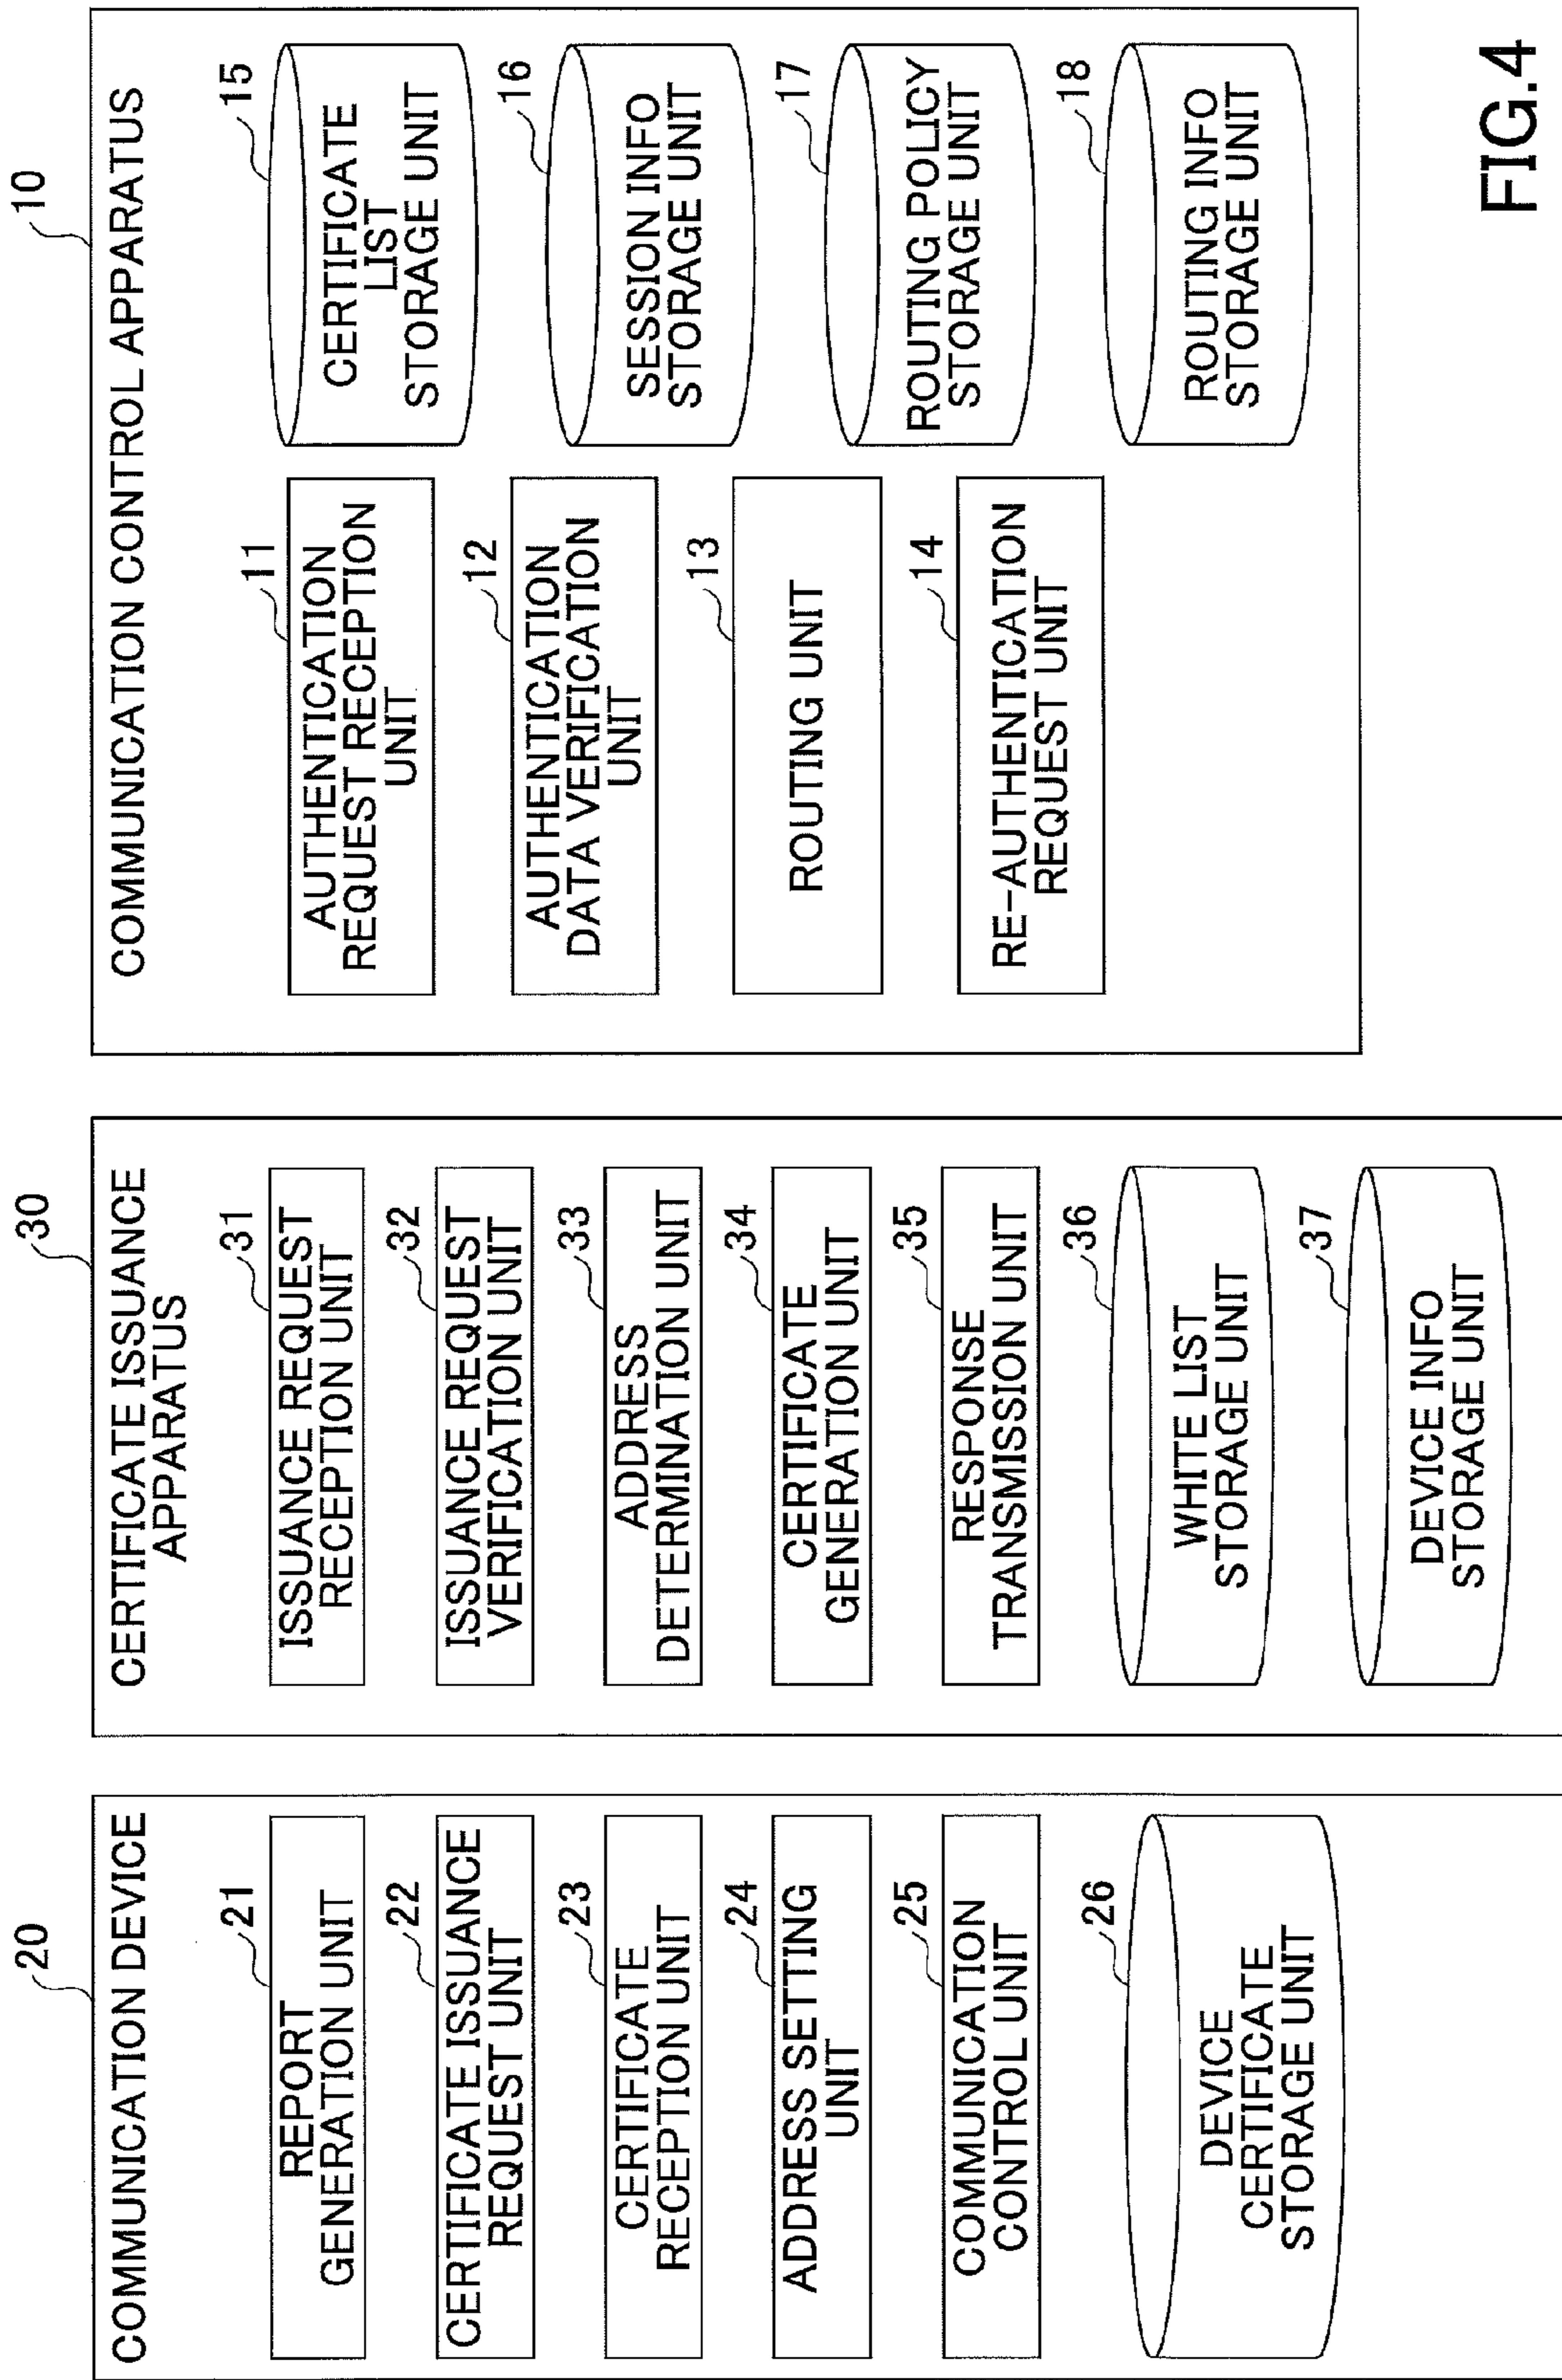 COMMUNICATION DEVICE
20
REPORT
GENERATION UNIT
21
CERTIFICATE ISSUANCE
REQUEST UNIT
22
CERTIFICATE
RECEPTION UNIT
23
ADDRESS SETTING
UNIT
24
COMMUNICATION
CONTROL UNIT
25
DEVICE
CERTIFICATE
STORAGE UNIT
26
CERTIFICATE ISSUANCE
APPARATUS
30
ISSUANCE REQUEST
RECEPTION UNIT
31
ISSUANCE REQUEST
VERIFICATION UNIT
32
ADDRESS
DETERMINATION UNIT
33
CERTIFICATE
GENERATION UNIT
34
RESPONSE
TRANSMISSION UNIT
35
WHITE LIST
STORAGE UNIT
36
DEVICE INFO
STORAGE UNIT
37
COMMUNICATION CONTROL APPARATUS
10
AUTHENTICATION
REQUEST RECEPTION
UNIT
11
AUTHENTICATION
DATA VERIFICATION
UNIT
12
ROUTING UNIT
13
RE-AUTHENTICATION
REQUEST UNIT
14
CERTIFICATE
LIST
STORAGE UNIT
15
SESSION INFO
STORAGE UNIT
16
ROUTING POLICY
STORAGE UNIT
17
ROUTING INFO
STORAGE UNIT
18
FIG.4